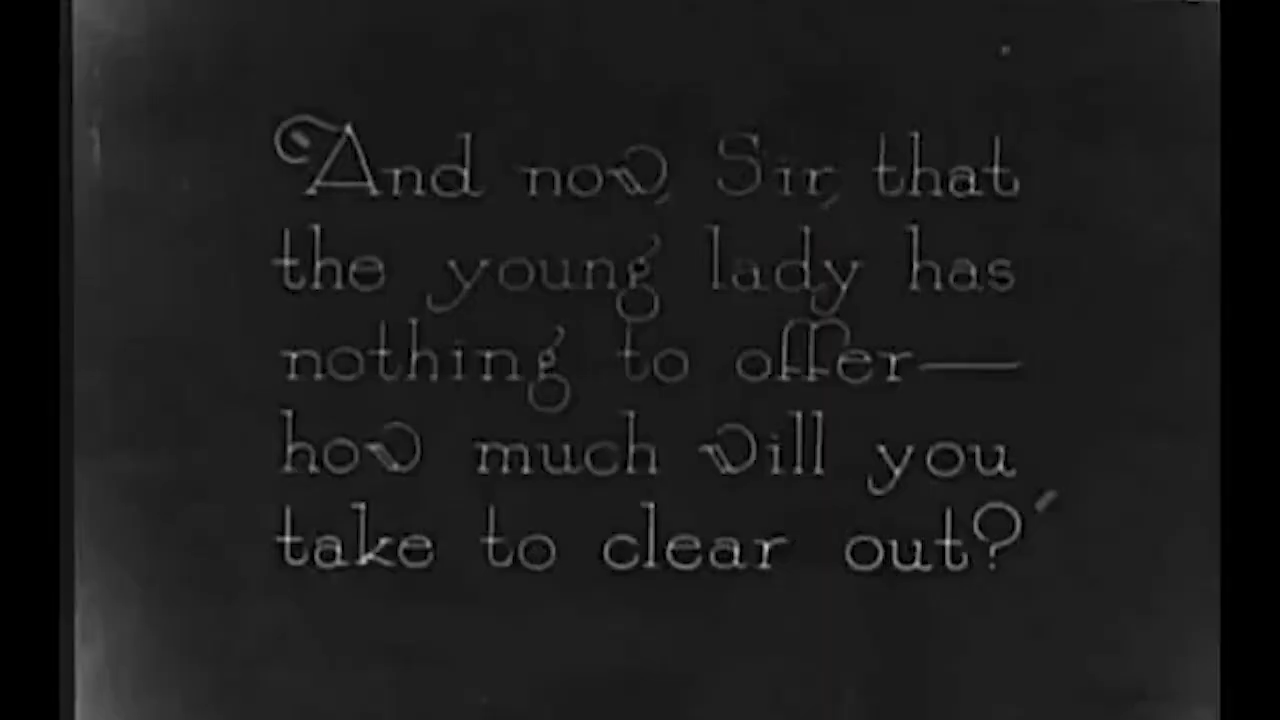 "And now, Sir, that
the young lady has
nothing to offer—
how much will you
take to clear out?"